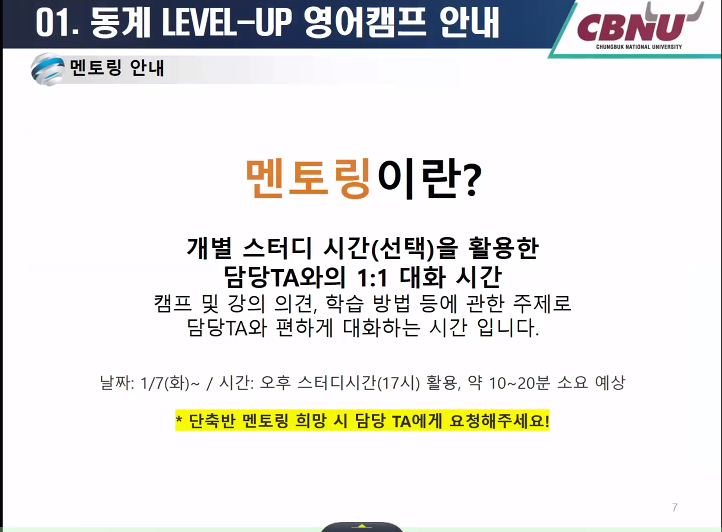 01. 동계 LEVEL-UP 영어캠프 안내
CBNU
CHUNGBUK NATIONAL UNIVERSITY
멘토링 안내
멘토링이란?
개별 스터디 시간(선택)을 활용한
담당TA와의 1:1 대화 시간
캠프 및 강의 의견, 학습 방법 등에 관한 주제로
담당TA와 편하게 대화하는 시간 입니다.
날짜: 1/7(화)~ / 시간: 오후 스터디시간(17시) 활용, 약 10~20분 소요 예상
* 단축반 멘토링 희망 시 담당 TA에게 요청해주세요!
7